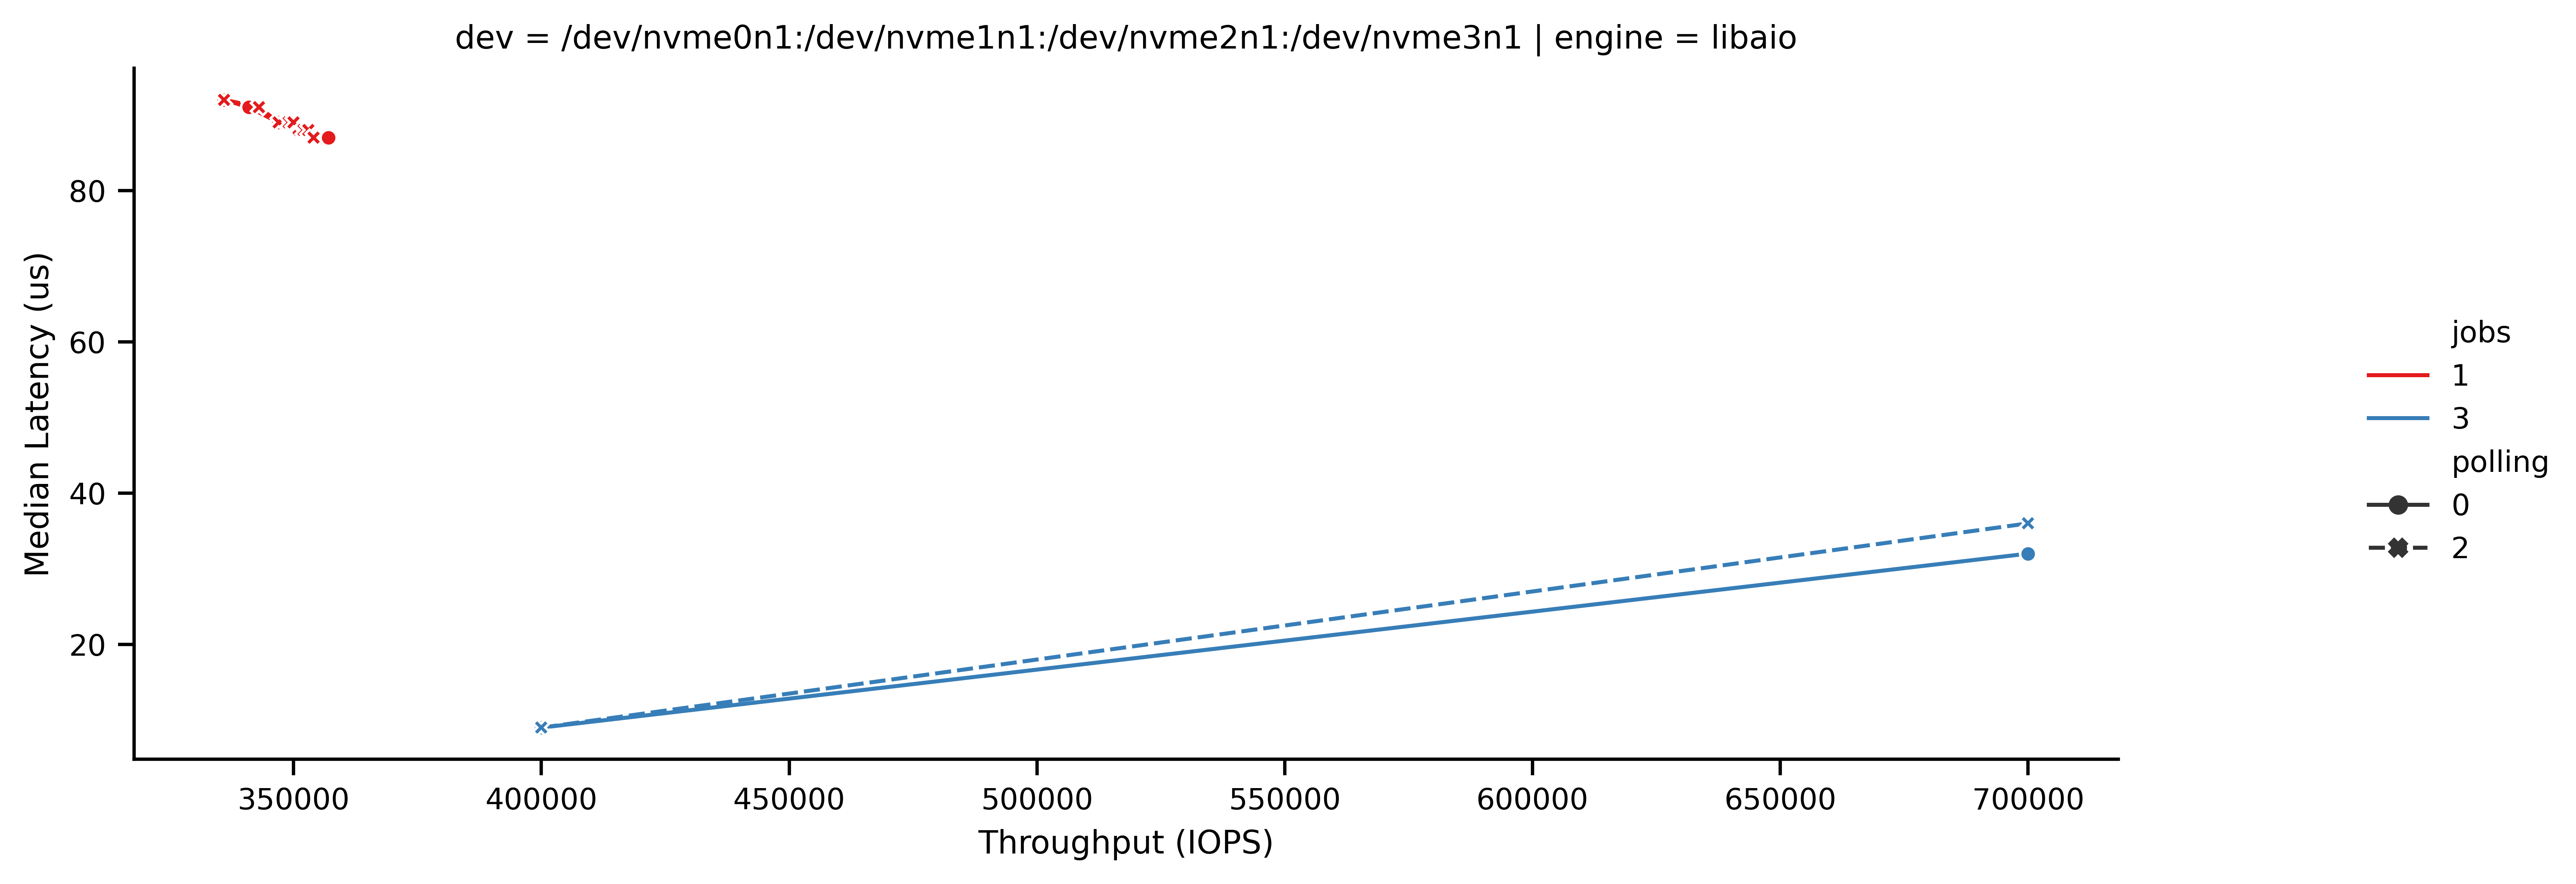 dev = /dev/nvme0n1:/dev/nvme1n1:/dev/nvme2n1:/dev/nvme3n1 | engine = libaio
Median Latency (us)
80
60
40
20
350000 400000 450000 500000 550000 600000 650000 700000
Throughput (IOPS)
jobs
1
3
polling
0
2